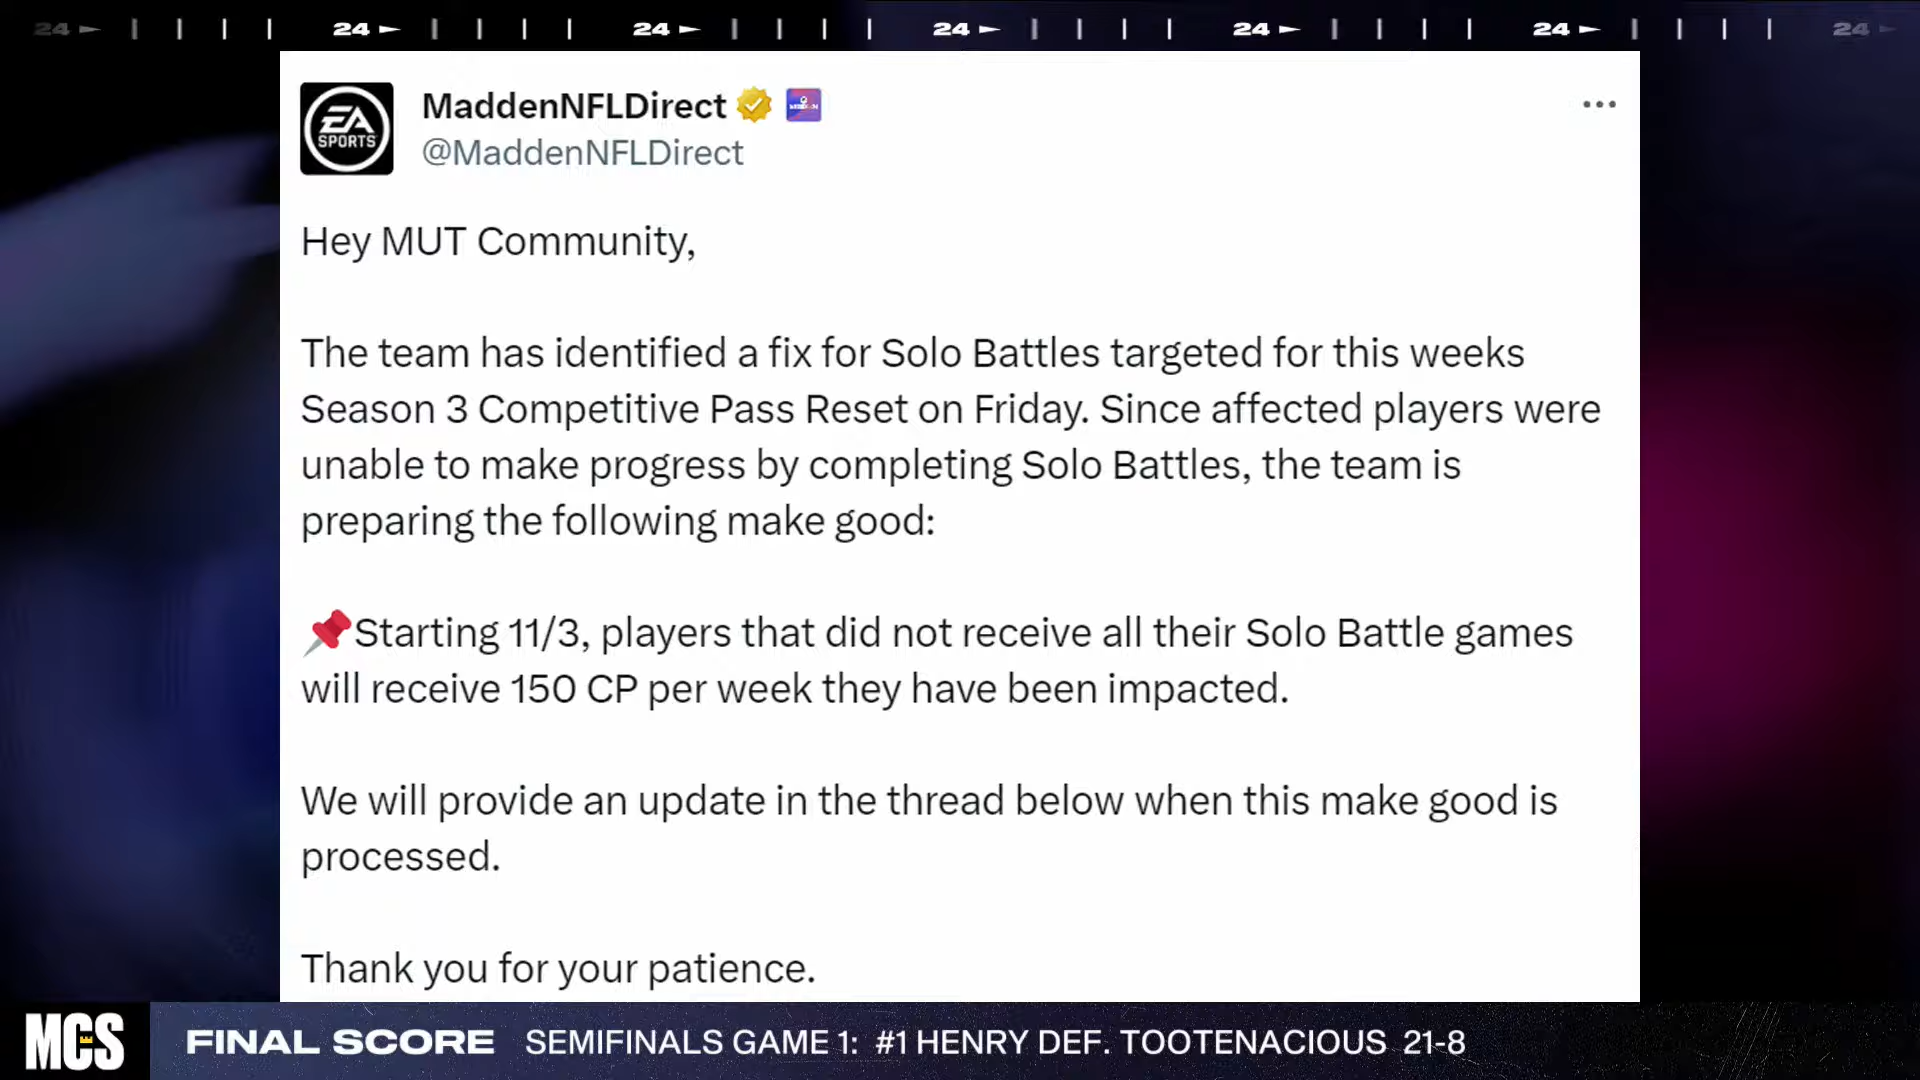 24 24 24 24 24 24 24
EA
SPORTS
MaddenNFLDirect
@MaddenNFLDirect
Hey MUT Community,
The team has identified a fix for Solo Battles targeted for this weeks
Season 3 Competitive Pass Reset on Friday. Since affected players were
unable to make progress by completing Solo Battles, the team is
preparing the following make good:
📌Starting 11/3, players that did not receive all their Solo Battle games
will receive 150 CP per week they have been impacted.
We will provide an update in the thread below when this make good is
processed.
Thank you for your patience.
MCS FINAL SCORE SEMIFINALS GAME 1: #1 HENRY DEF. TOOTENACIOUS 21-8